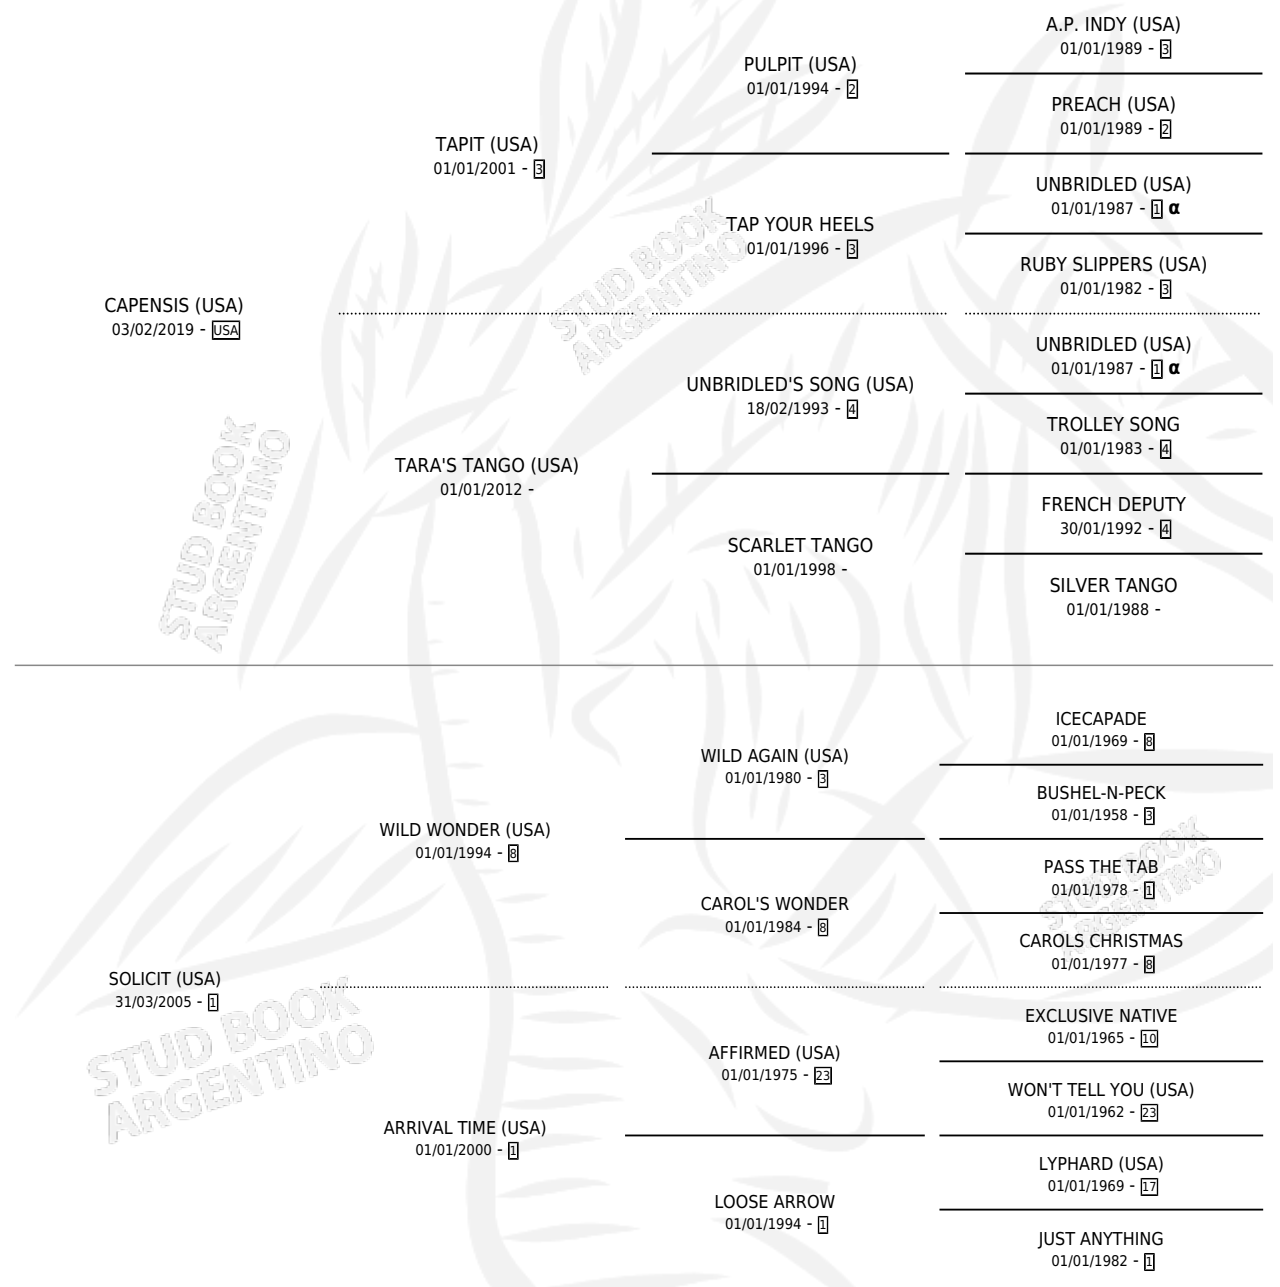 A.P. INDY (USA)
01/01/1989 - 3
PULPIT (USA)
01/01/1994 - 2
PREACH (USA)
01/01/1989 - 2
TAPIT (USA)
01/01/2001 - 3
UNBRIDLED (USA)
01/01/1987 - 1 α
TAP YOUR HEELS
01/01/1996 - 3
RUBY SLIPPERS (USA)
01/01/1982 - 3
CAPENSIS (USA)
03/02/2019 - USA
UNBRIDLED (USA)
01/01/1987 - 1 α
UNBRIDLED'S SONG (USA)
18/02/1993 - 4
TROLLEY SONG
01/01/1983 - 4
TARA'S TANGO (USA)
01/01/2012 -
FRENCH DEPUTY
30/01/1992 - 4
SCARLET TANGO
01/01/1998 -
SILVER TANGO
01/01/1988 -
ICECAPADE
01/01/1969 - 8
WILD AGAIN (USA)
01/01/1980 - 3
BUSHEL-N-PECK
01/01/1958 - 3
WILD WONDER (USA)
01/01/1994 - 8
PASS THE TAB
01/01/1978 - 1
CAROL'S WONDER
01/01/1984 - 8
CAROLS CHRISTMAS
01/01/1977 - 8
SOLICIT (USA)
31/03/2005 - 1
EXCLUSIVE NATIVE
01/01/1965 - 10
AFFIRMED (USA)
01/01/1975 - 23
WON'T TELL YOU (USA)
01/01/1962 - 23
ARRIVAL TIME (USA)
01/01/2000 - 1
LYPHARD (USA)
01/01/1969 - 17
LOOSE ARROW
01/01/1994 - 1
JUST ANYTHING
01/01/1982 - 1
STUD BOOK
ARGENTINO
STUD BOOK
ARGENTINO
STUD BOOK
ARGENTINO
STUD BOOK
ARGENTINO